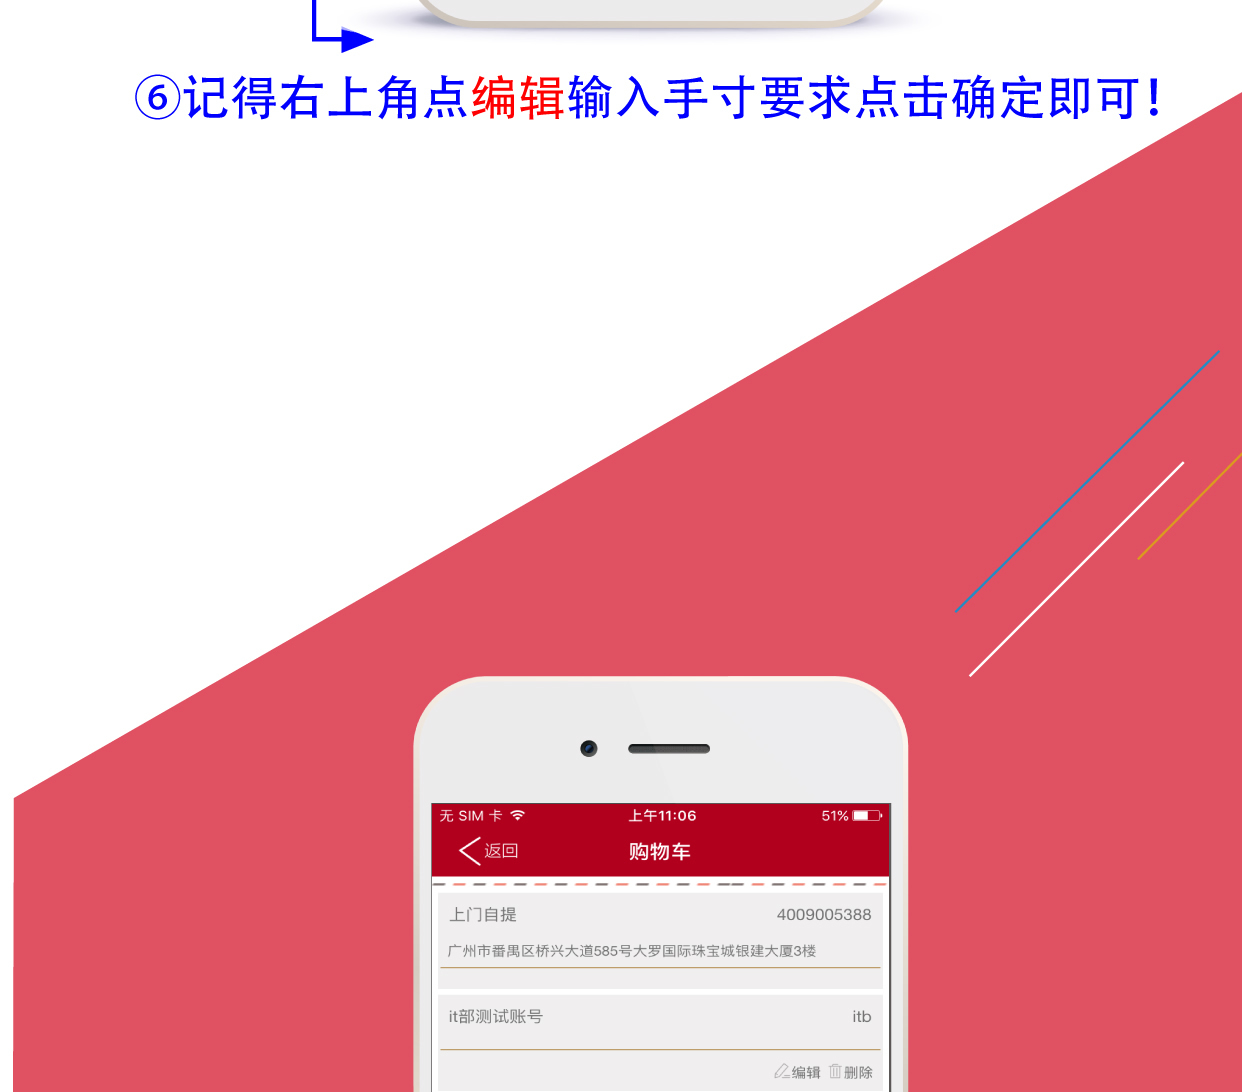 ⑥记得右上角点编辑输入手寸要求点击确定即可!
无 SIM 卡 上午11:06 51%
返回 购物车
上门自提 4009005388
广州市番禺区桥兴大道585号大罗国际珠宝城银建大厦3楼
it部测试账号 itb
编辑 删除